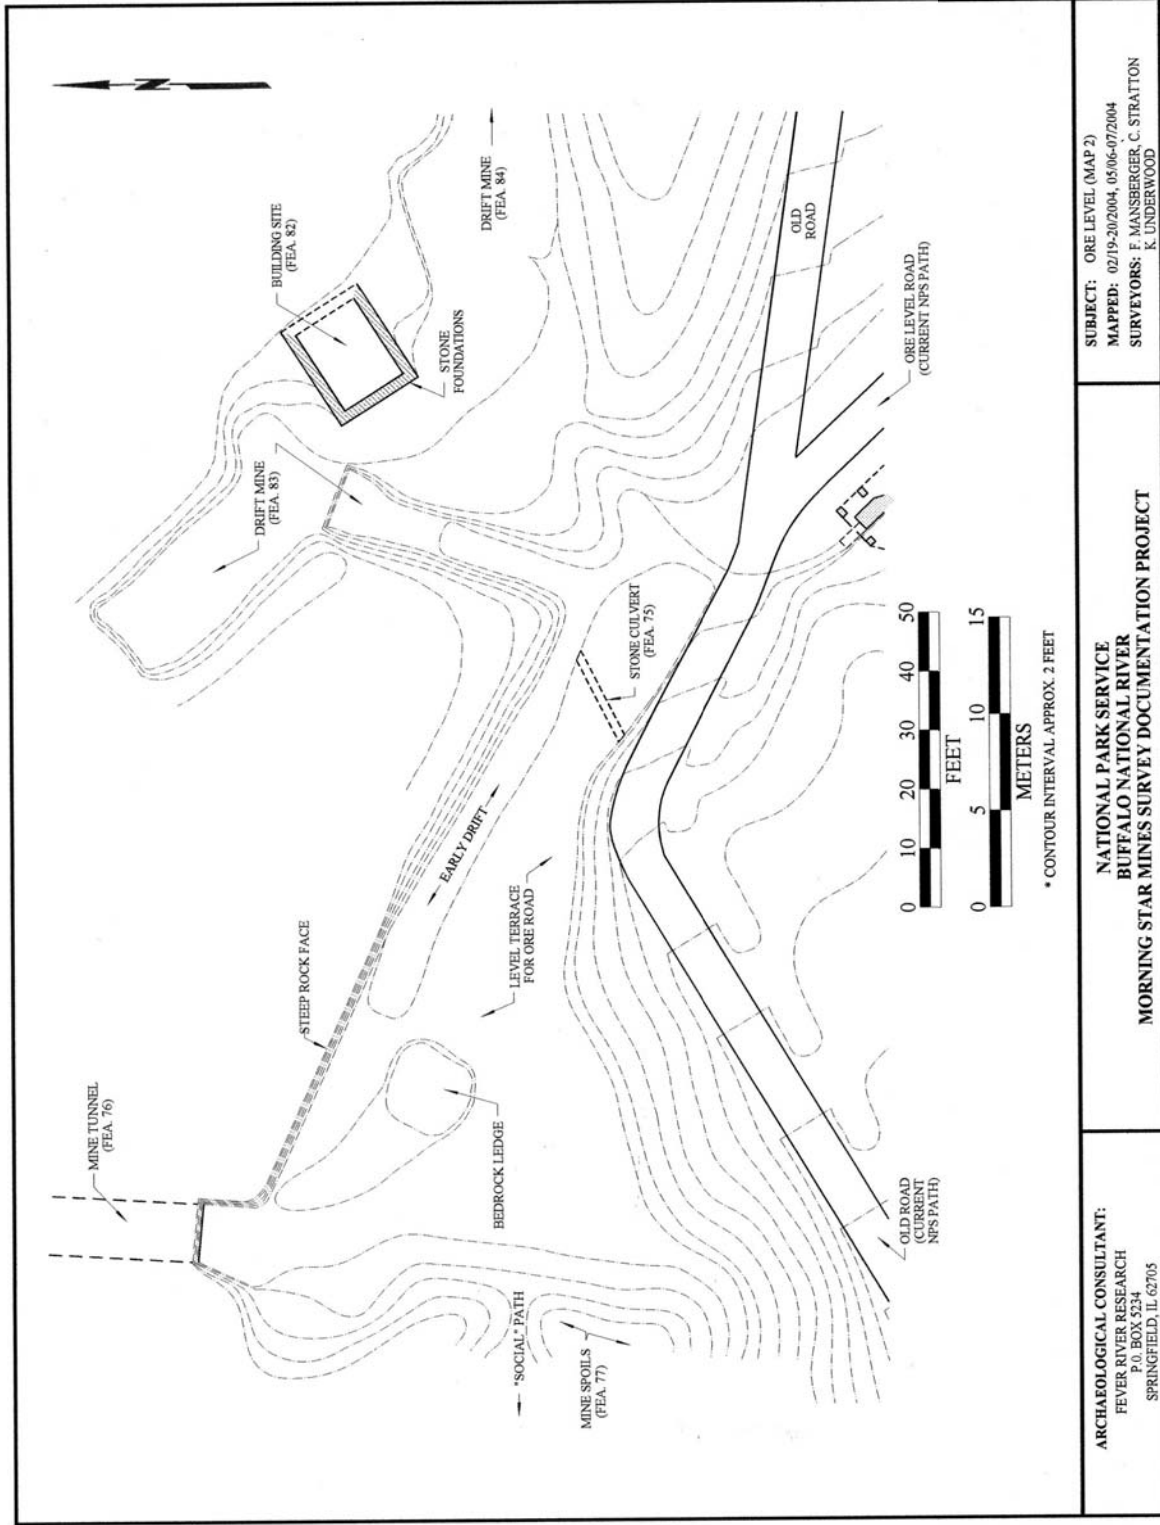 N
MINE TUNNEL
(FEA. 76)
STEEP ROCK FACE
DRIFT MINE
(FEA. 83)
BUILDING SITE
(FEA. 82)
STONE
FOUNDATIONS
DRIFT MINE
(FEA. 84)
EARLY DRIFT
BEDROCK LEDGE
LEVEL TERRACE
FOR ORE ROAD
STONE CULVERT
(FEA. 75)
"SOCIAL" PATH
MINE SPOILS
(FEA. 77)
OLD
ROAD
ORE LEVEL ROAD
(CURRENT NPS PATH)
OLD ROAD
(CURRENT
NPS PATH)
0 10 20 30 40 50
FEET
0 5 10 15
METERS
* CONTOUR INTERVAL APPROX. 2 FEET
ARCHAEOLOGICAL CONSULTANT:
FEVER RIVER RESEARCH
P.O. BOX 5234
SPRINGFIELD, IL 62705
NATIONAL PARK SERVICE
BUFFALO NATIONAL RIVER
MORNING STAR MINES SURVEY DOCUMENTATION PROJECT
SUBJECT: ORE LEVEL (MAP 2)
MAPPED: 02/19-20/2004, 05/06-07/2004
SURVEYORS: F. MANSBERGER, C. STRATTON
K. UNDERWOOD